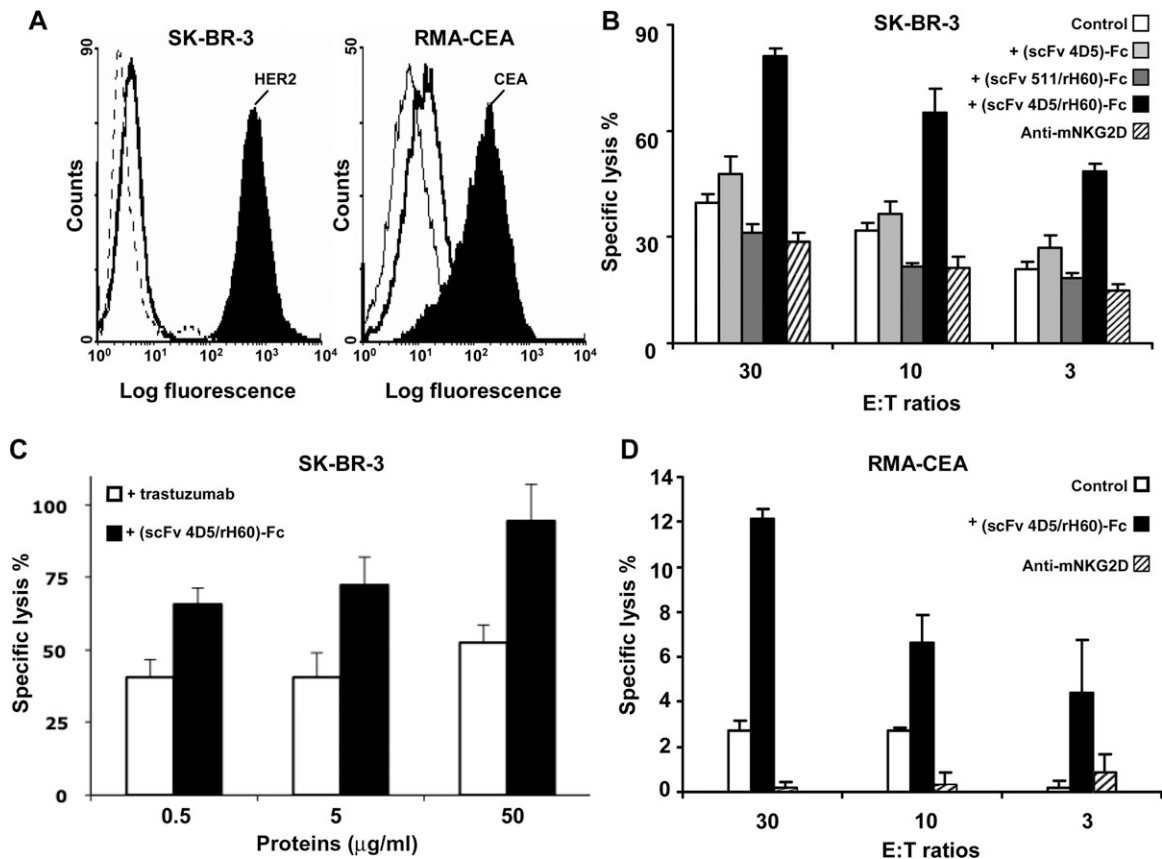 A
SK-BR-3
RMA-CEA
90
HER2
Counts
0
10⁰ 10¹ 10² 10³ 10⁴
Log fluorescence
50
CEA
Counts
0
10⁰ 10¹ 10² 10³ 10⁴
Log fluorescence
B
SK-BR-3
Control
+ (scFv 4D5)-Fc
+ (scFv 511/rH60)-Fc
+ (scFv 4D5/rH60)-Fc
Anti-mNKG2D
Specific lysis %
90
60
30
0
30 10 3
E:T ratios
C
SK-BR-3
+ trastuzumab
+ (scFv 4D5/rH60)-Fc
Specific lysis %
100
75
50
25
0
0.5 5 50
Proteins (μg/ml)
D
RMA-CEA
Control
+ (scFv 4D5/rH60)-Fc
Anti-mNKG2D
Specific lysis %
14
12
10
8
6
4
2
0
30 10 3
E:T ratios